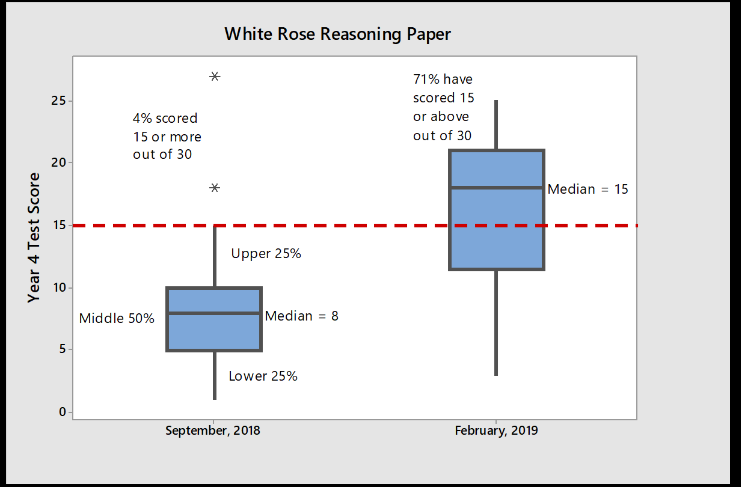 White Rose Reasoning Paper
71% have
scored 15
or above
out of 30
4% scored
15 or more
out of 30
Year 4 Test Score
25
20
15
10
5
0
Median = 15
Upper 25%
Middle 50%
Median = 8
Lower 25%
September, 2018
February, 2019